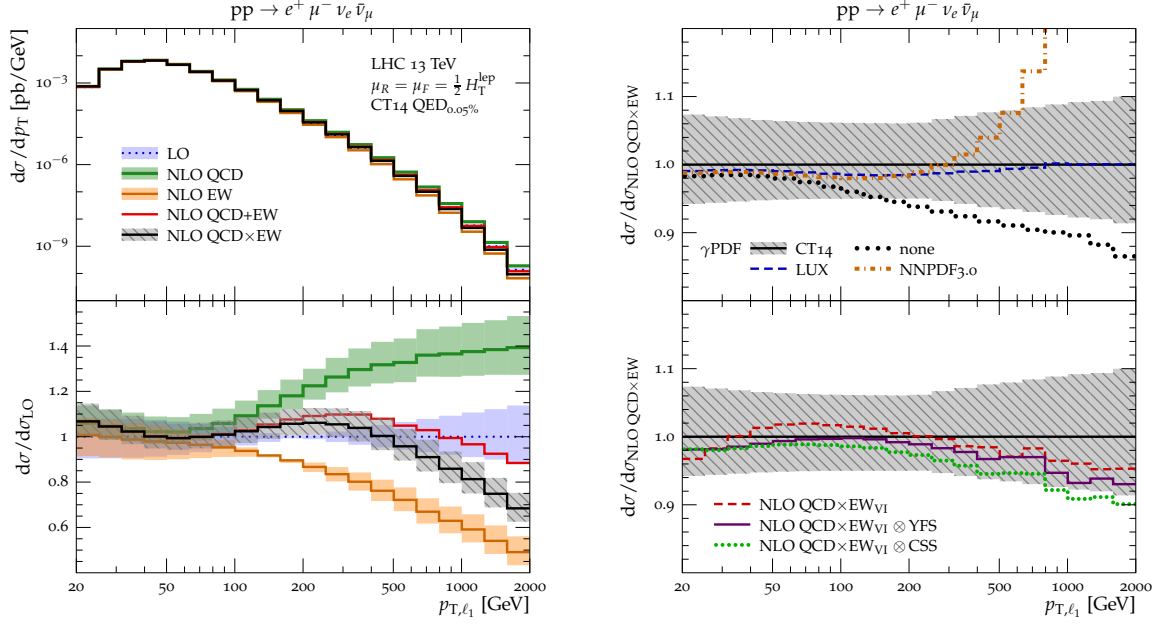 pp → e⁺ μ⁻ νₑ ν̄_μ
dσ/dp_T [pb/GeV]
10⁻³
10⁻⁶
10⁻⁹
LHC 13 TeV
μ_R = μ_F = ½ H_T^lep
CT14 QED_0.05%
LO
NLO QCD
NLO EW
NLO QCD+EW
NLO QCD×EW
dσ/dσ_LO
1.4
1.2
1
0.8
0.6
20 50 100 200 500 1000 2000
p_T,ℓ₁ [GeV]
pp → e⁺ μ⁻ νₑ ν̄_μ
dσ/dσ_NLO QCD×EW
1.1
1.0
0.9
γPDF CT14 none
LUX NNPDF3.0
dσ/dσ_NLO QCD×EW
1.1
1.0
0.9
NLO QCD×EW_VI
NLO QCD×EW_VI ⊗ YFS
NLO QCD×EW_VI ⊗ CSS
20 50 100 200 500 1000 2000
p_T,ℓ₁ [GeV]